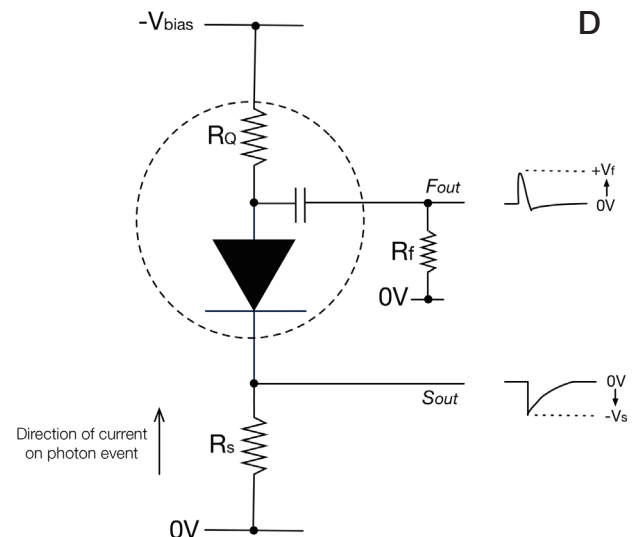 -Vbias
D
RQ
Fout
+Vf
0V
Rf
0V
Sout
0V
-Vs
Direction of current
on photon event
Rs
0V